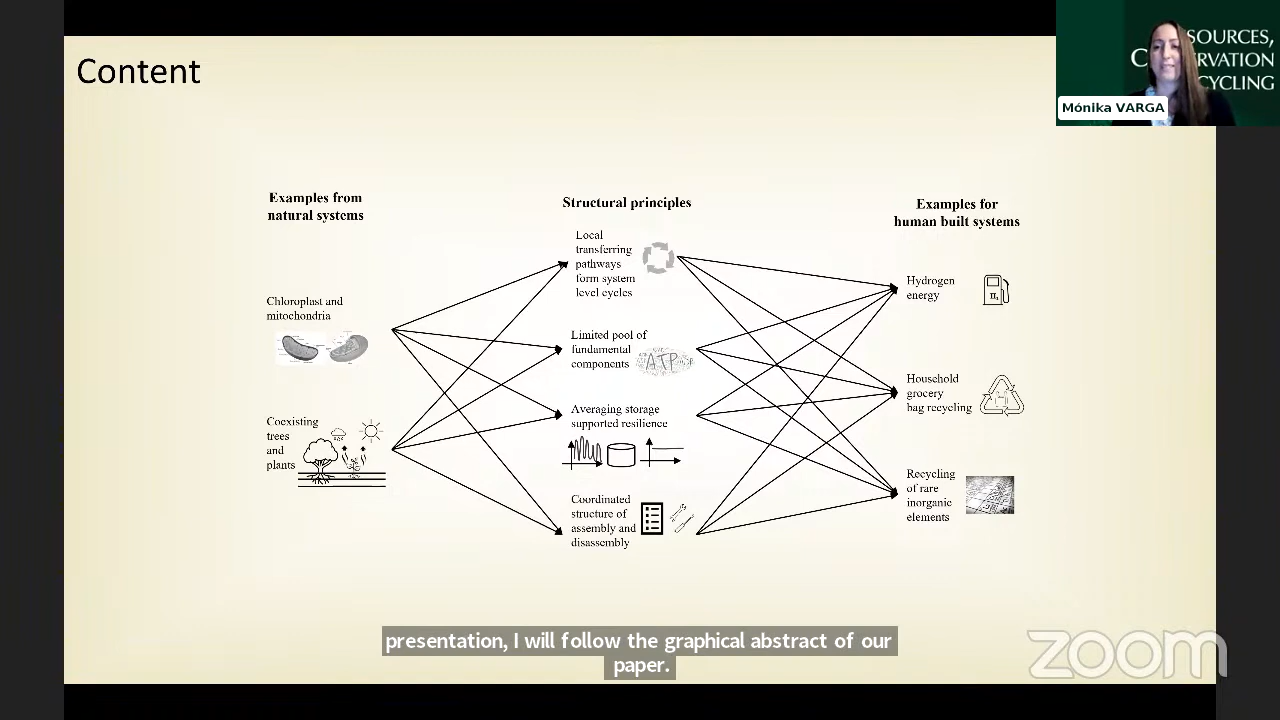 Content
SOURCES,
C
RVATION
CYCLING
Mónika VARGA
Examples from
natural systems
Chloroplast and
mitochondria
Coexisting
trees
and
plants
Structural principles
Local
transferring
pathways
form system
level cycles
Limited pool of
fundamental
components
ATP
Averaging storage
supported resilience
Coordinated
structure of
assembly and
disassembly
Examples for
human built systems
Hydrogen
energy
H₂
Household
grocery
bag recycling
Recycling
of rare
inorganic
elements
presentation, I will follow the graphical abstract of our
paper.
zoom